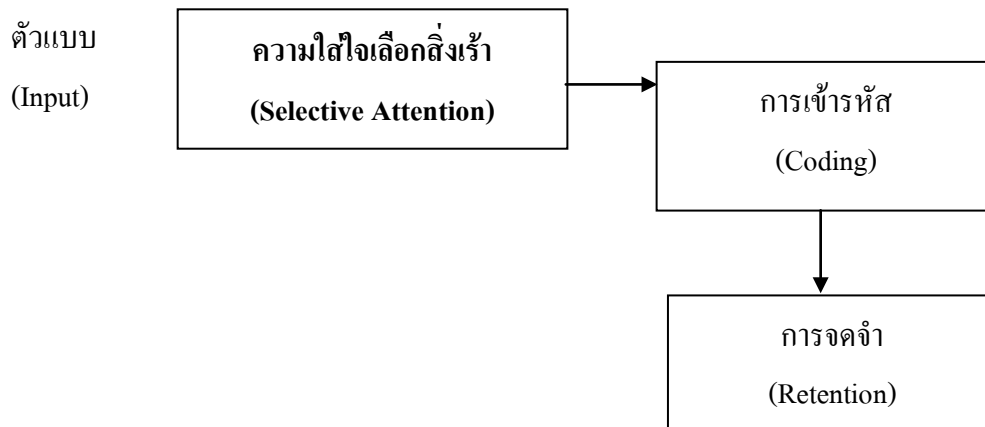 ตัวแบบ
(Input)
ความใส่ใจเลือกสิ่งเร้า
(Selective Attention)
การเข้ารหัส
(Coding)
การจดจำ
(Retention)